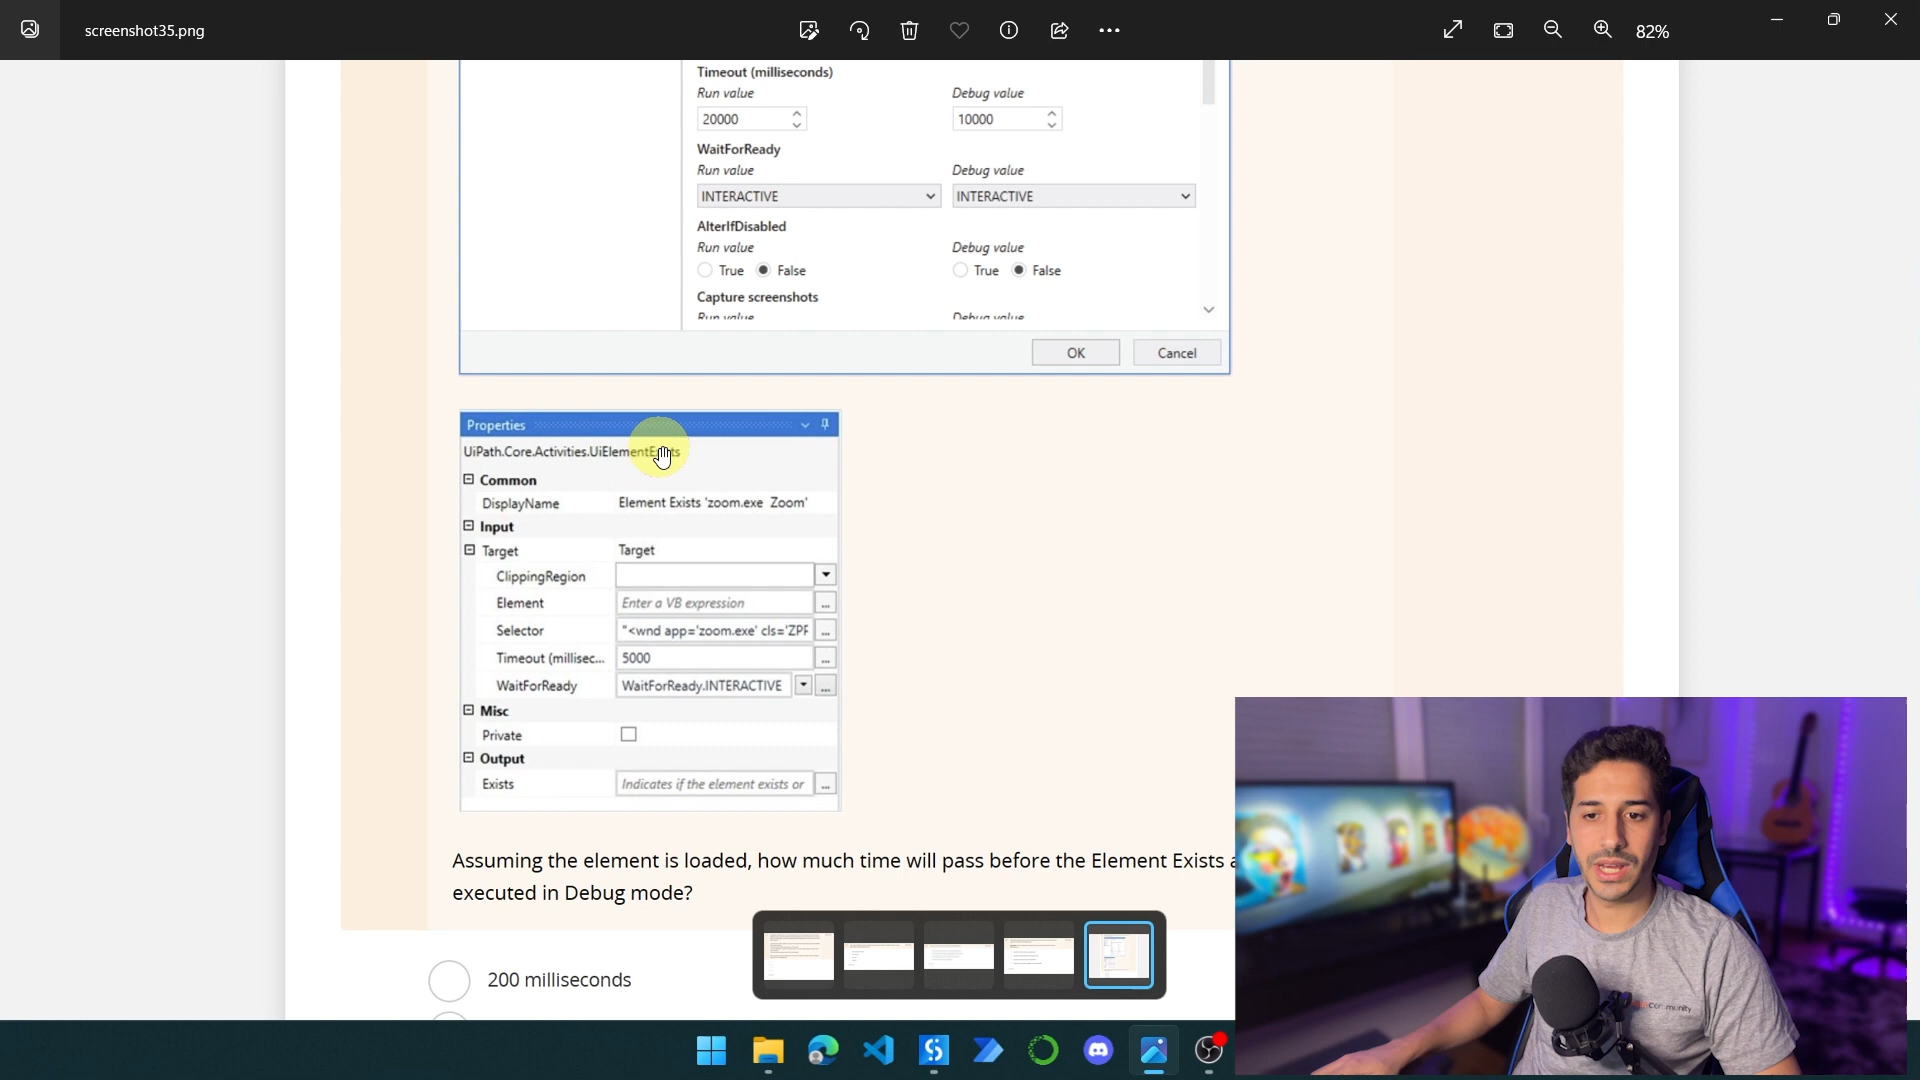 screenshot35.png
82%
Timeout (milliseconds)
Run value Debug value
20000 10000
WaitForReady
Run value Debug value
INTERACTIVE INTERACTIVE
AlterIfDisabled
Run value Debug value
True False True False
Capture screenshots
Run value Debug value
OK Cancel
Properties
UiPath.Core.Activities.UiElementExists
Common
DisplayName Element Exists 'zoom.exe Zoom'
Input
Target Target
ClippingRegion
Element Enter a VB expression ...
Selector "<wnd app='zoom.exe' cls='ZPF ...
Timeout (millisec... 5000 ...
WaitForReady WaitForReady.INTERACTIVE ...
Misc
Private
Output
Exists Indicates if the element exists or ...
Assuming the element is loaded, how much time will pass before the Element Exists
executed in Debug mode?
200 milliseconds